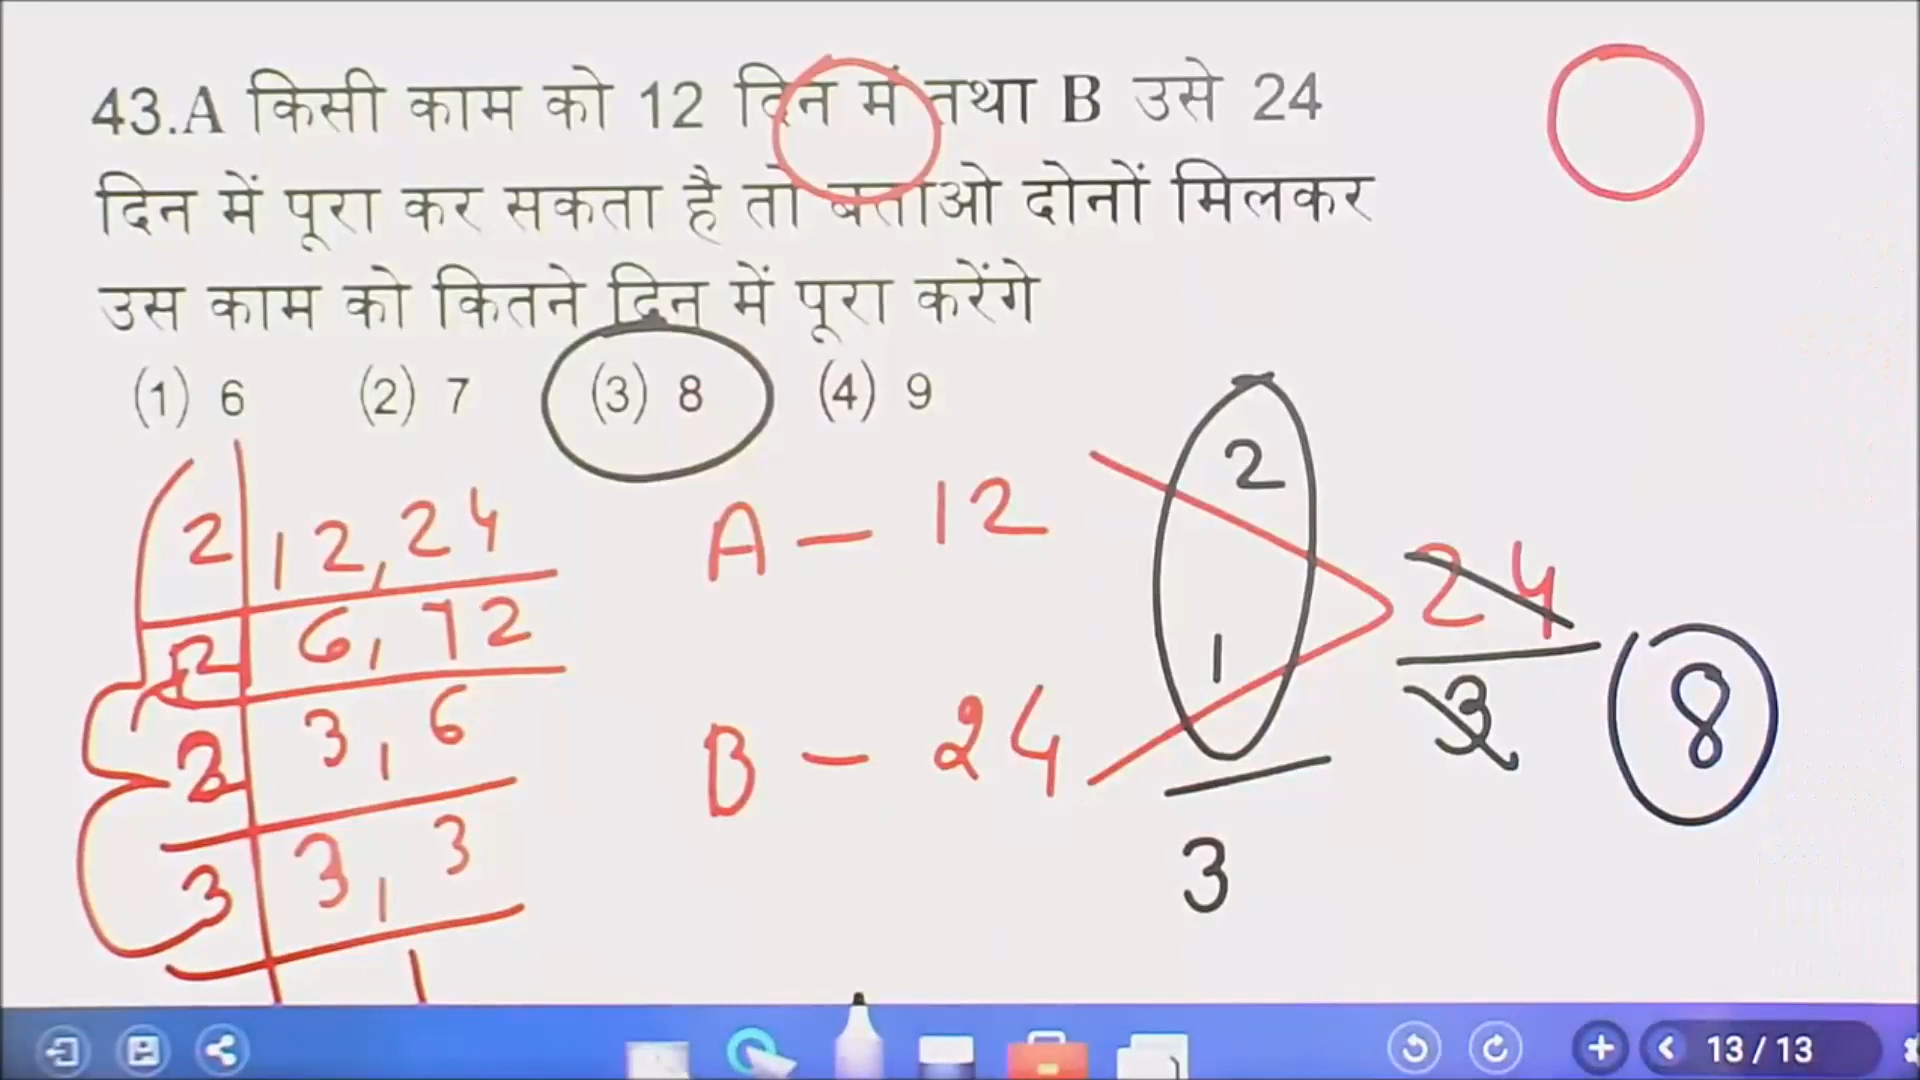 43.A किसी काम को 12 दिन में तथा B उसे 24
दिन में पूरा कर सकता है तो बताओ दोनों मिलकर
उस काम को कितने दिन में पूरा करेंगे
(1) 6 (2) 7 (3) 8 (4) 9
2 12, 24
2 6, 12
2 3, 6
3 3, 3
1
A - 12
B - 24
2
1
3
24
3
8
13 / 13